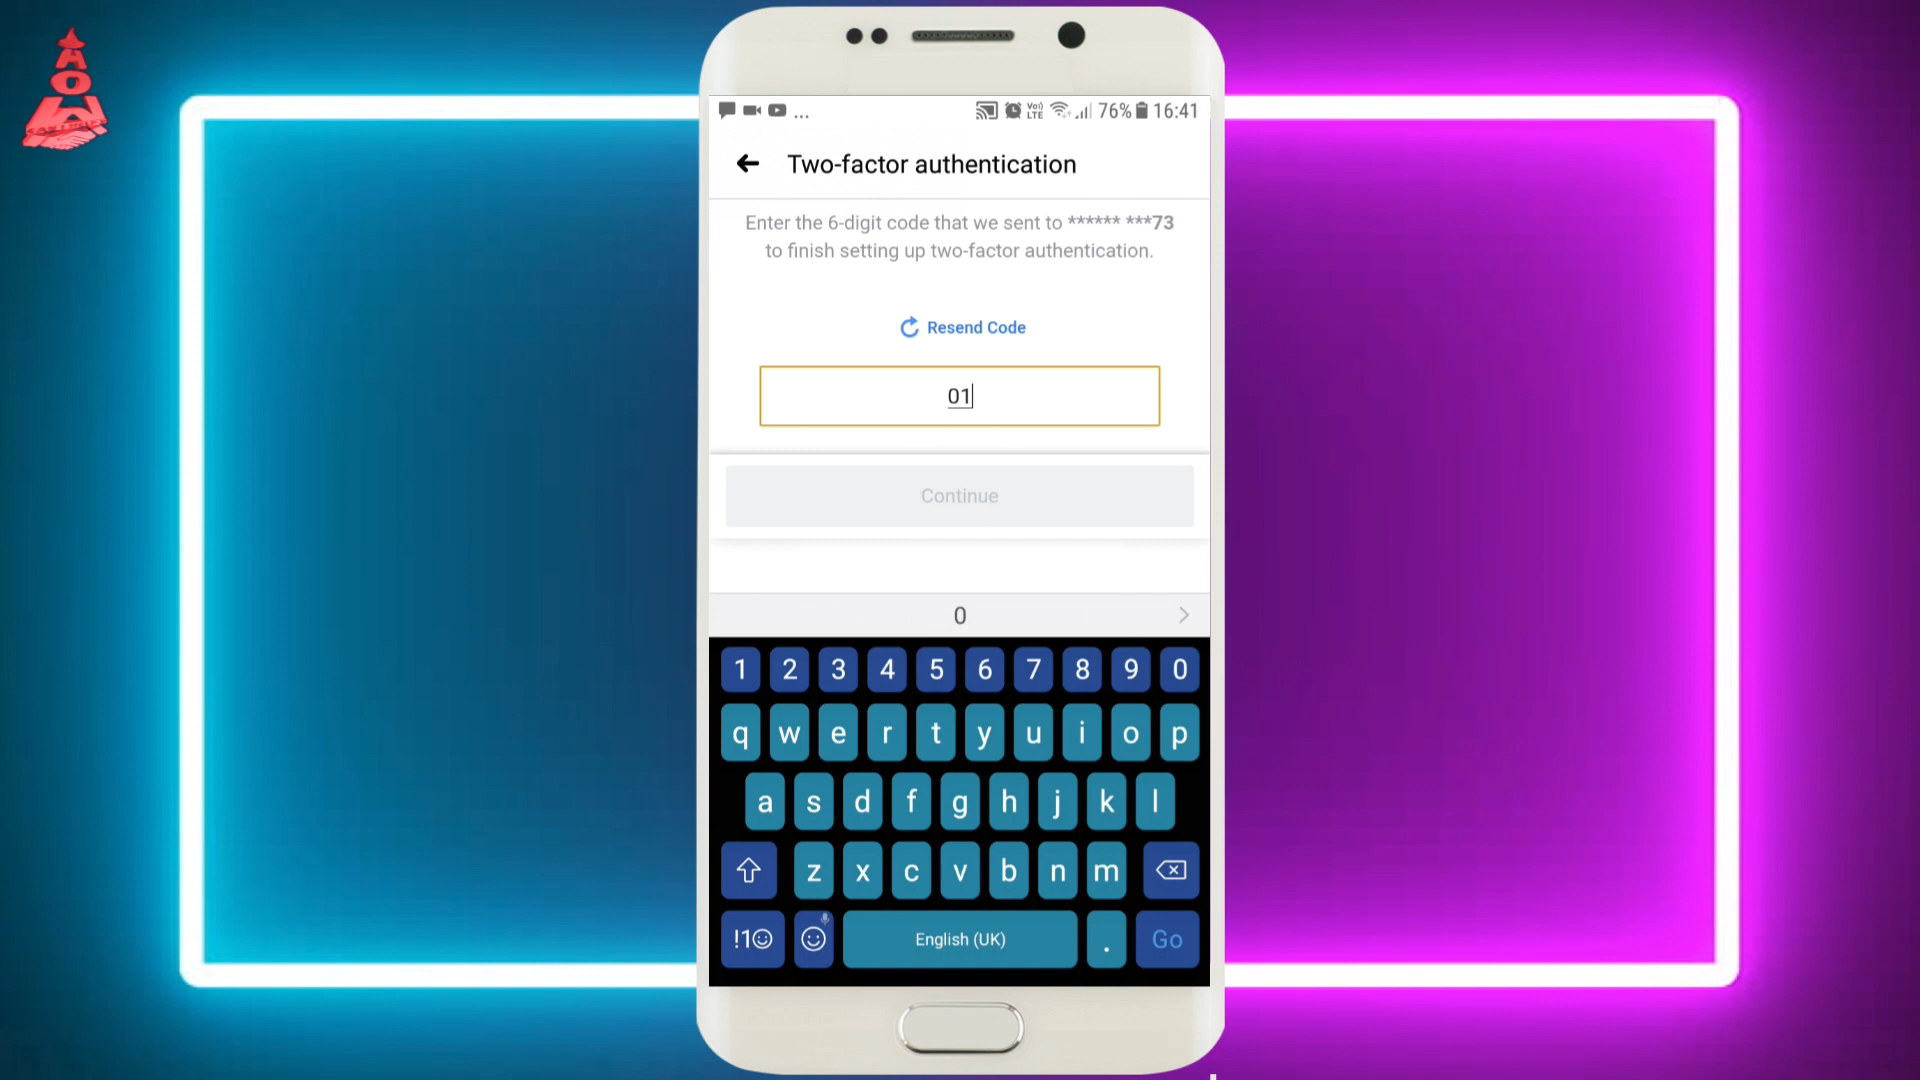 ... 76% 16:41
Two-factor authentication
Enter the 6-digit code that we sent to ****** ***73
to finish setting up two-factor authentication.
Resend Code
01
Continue
0
1 2 3 4 5 6 7 8 9 0
q w e r t y u i o p
a s d f g h j k l
z x c v b n m
!1☺ English (UK) . Go